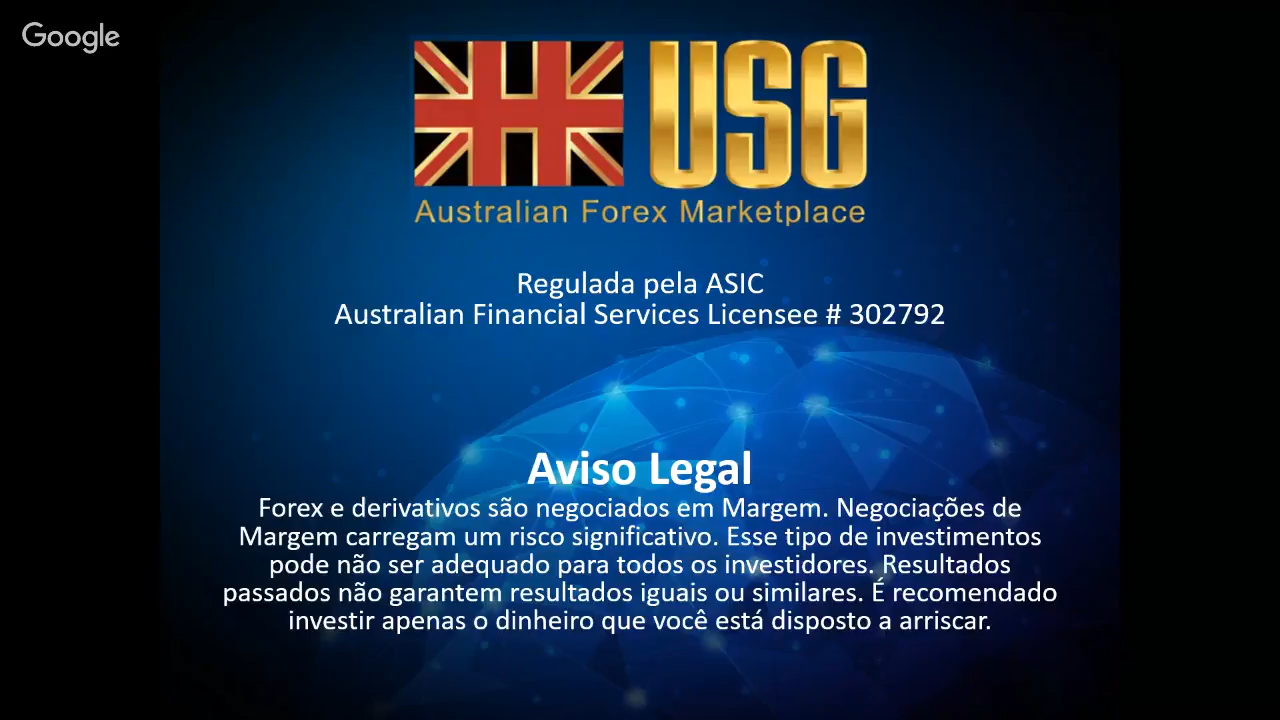 Google
USG
Australian Forex Marketplace
Regulada pela ASIC
Australian Financial Services Licensee # 302792
Aviso Legal
Forex e derivativos são negociados em Margem. Negociações de
Margem carregam um risco significativo. Esse tipo de investimentos
pode não ser adequado para todos os investidores. Resultados
passados não garantem resultados iguais ou similares. É recomendado
investir apenas o dinheiro que você está disposto a arriscar.